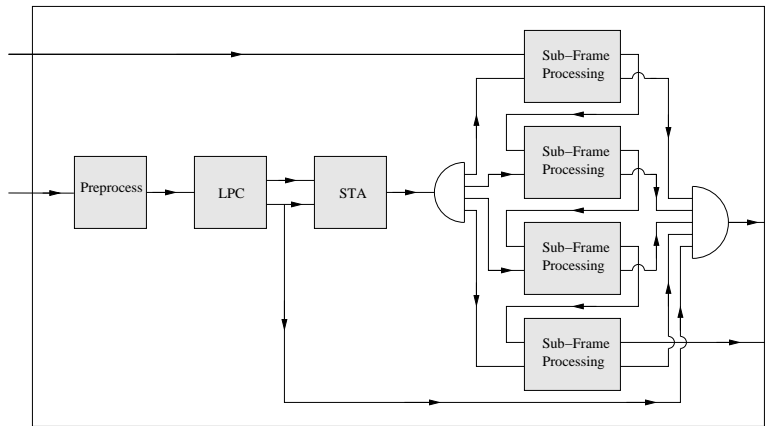 Sub−Frame
Processing
Sub−Frame
Processing
Preprocess
LPC
STA
Sub−Frame
Processing
Sub−Frame
Processing